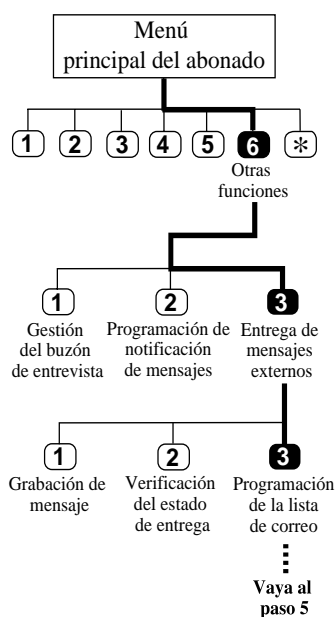 Menú
principal del abonado
1 2 3 4 5 6 *
Otras
funciones
1 2 3
Gestión
del buzón
de entrevista
Programación de
notificación
de mensajes
Entrega de
mensajes
externos
1 2 3
Grabación de
mensaje
Verificación
del estado
de entrega
Programación
de la lista
de correo
Vaya al
paso 5